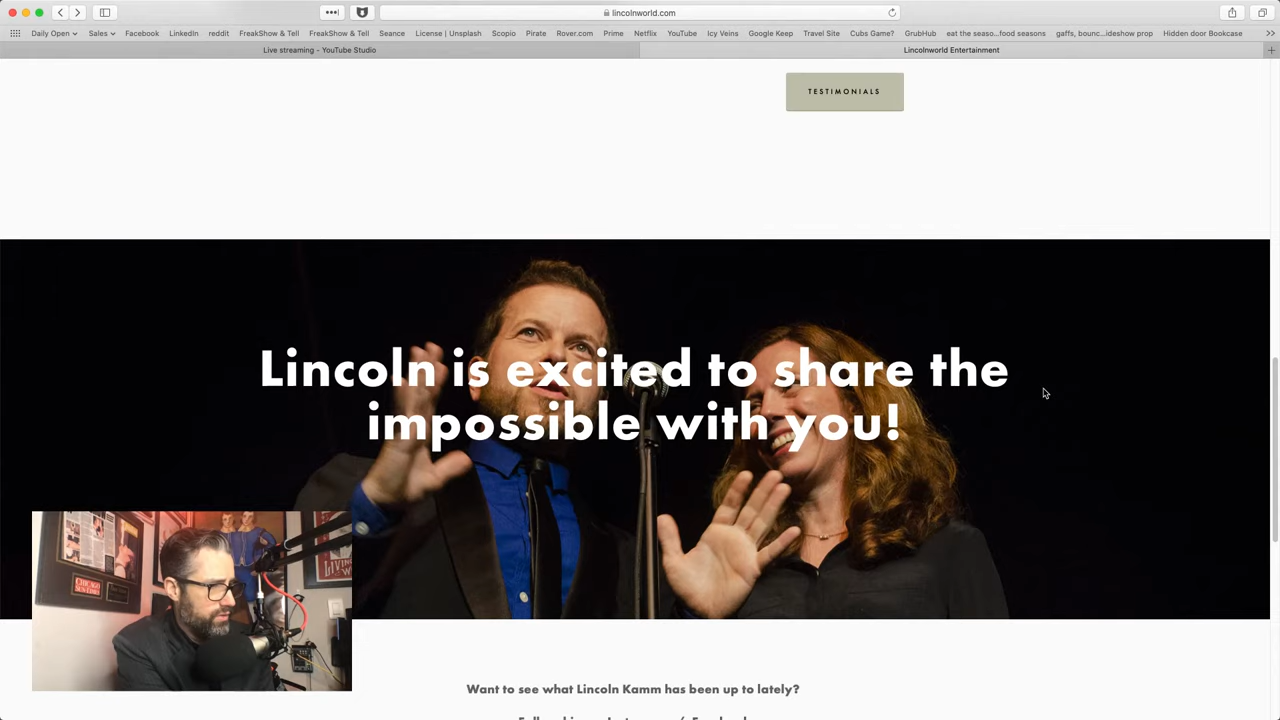 lincolnworld.com
Daily Open Sales Facebook LinkedIn reddit FreakShow & Tell FreakShow & Tell Seance License | Unsplash Scopio Pirate Rover.com Prime Netflix YouTube Icy Veins Google Keep Travel Site Cubs Game? GrubHub eat the seaso...food seasons gaffs, bounc...ideshow prop Hidden door Bookcase
Live streaming - YouTube Studio
Lincolnworld Entertainment
TESTIMONIALS
Lincoln is excited to share the
impossible with you!
CHICAGO
Want to see what Lincoln Kamm has been up to lately?